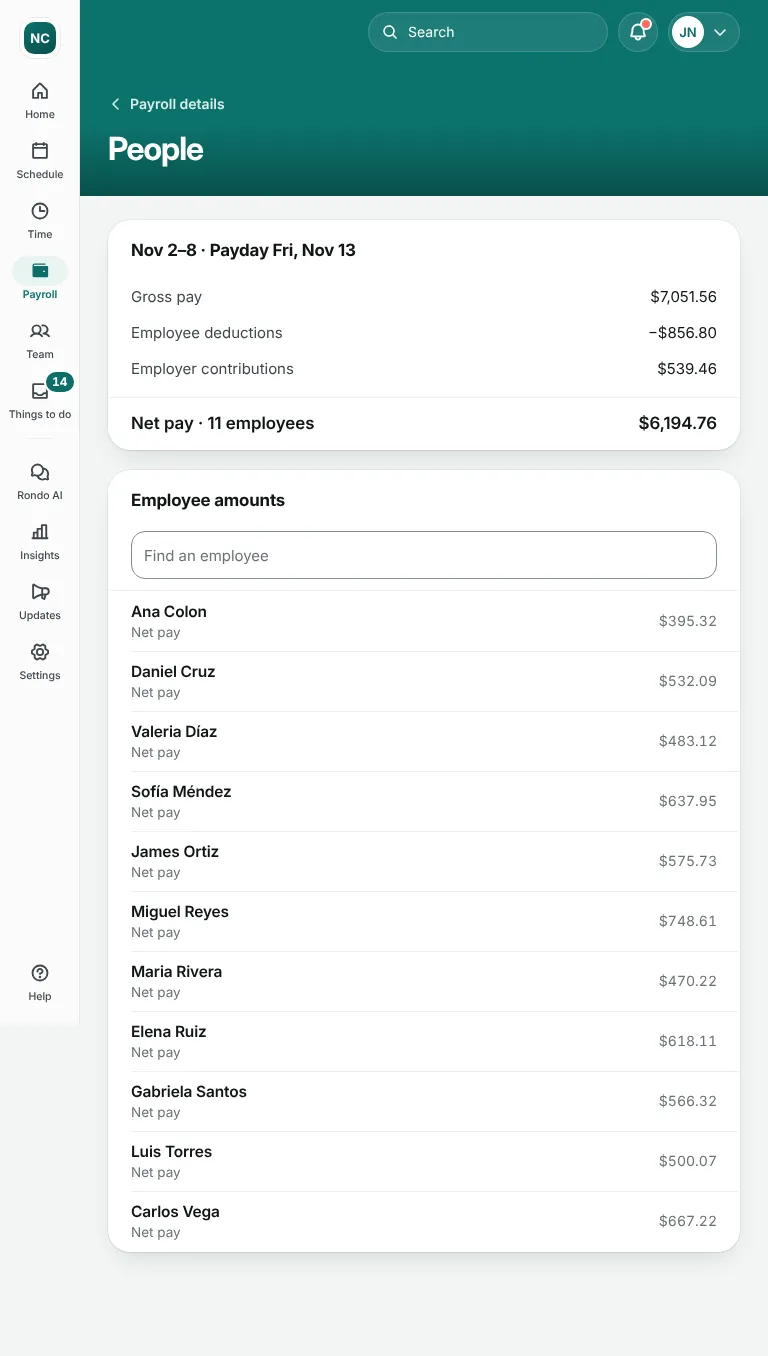 NC
Search
JN
Home
Schedule
Time
Payroll
Team
14
Things to do
Rondo AI
Insights
Updates
Settings
Help
Payroll details
People
Nov 2–8 · Payday Fri, Nov 13
Gross pay $7,051.56
Employee deductions −$856.80
Employer contributions $539.46
Net pay · 11 employees $6,194.76
Employee amounts
Find an employee
Ana Colon
Net pay
$395.32
Daniel Cruz
Net pay
$532.09
Valeria Díaz
Net pay
$483.12
Sofía Méndez
Net pay
$637.95
James Ortiz
Net pay
$575.73
Miguel Reyes
Net pay
$748.61
Maria Rivera
Net pay
$470.22
Elena Ruiz
Net pay
$618.11
Gabriela Santos
Net pay
$566.32
Luis Torres
Net pay
$500.07
Carlos Vega
Net pay
$667.22